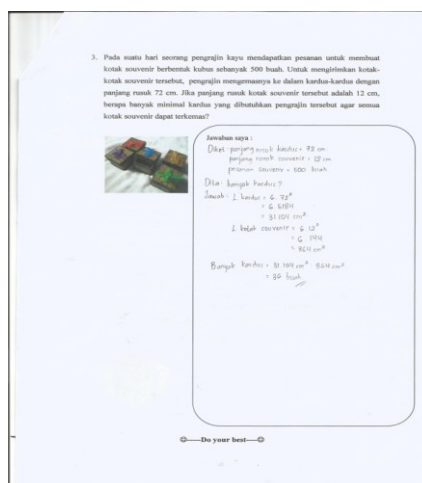 3. Pada suatu hari seorang pengrajin kayu mendapatkan pesanan untuk membuat
kotak souvenir berbentuk kubus sebanyak 500 buah. Untuk mengirimkan kotak-
kotak souvenir tersebut, pengrajin mengemasnya ke dalam kardus-kardus dengan
panjang rusuk 72 cm. Jika panjang rusuk kotak souvenir tersebut adalah 12 cm,
berapa banyak minimal kardus yang dibutuhkan pengrajin tersebut agar semua
kotak souvenir dapat terkemas?
Jawaban saya :
Diket : panjang rusuk kardus = 72 cm
panjang rusuk souvenir = 12 cm
pesanan souvenir = 500 buah
Dita : banyak kardus ?
Jawab : 1 kardus = 6 . 72²
= 6 . 5184
= 31 104 cm²
1 kotak souvenir = 6 . 12²
= 6 . 144
= 864 cm²
Banyak kardus = 31 104 cm² : 864 cm²
= 36 buah
Do your best